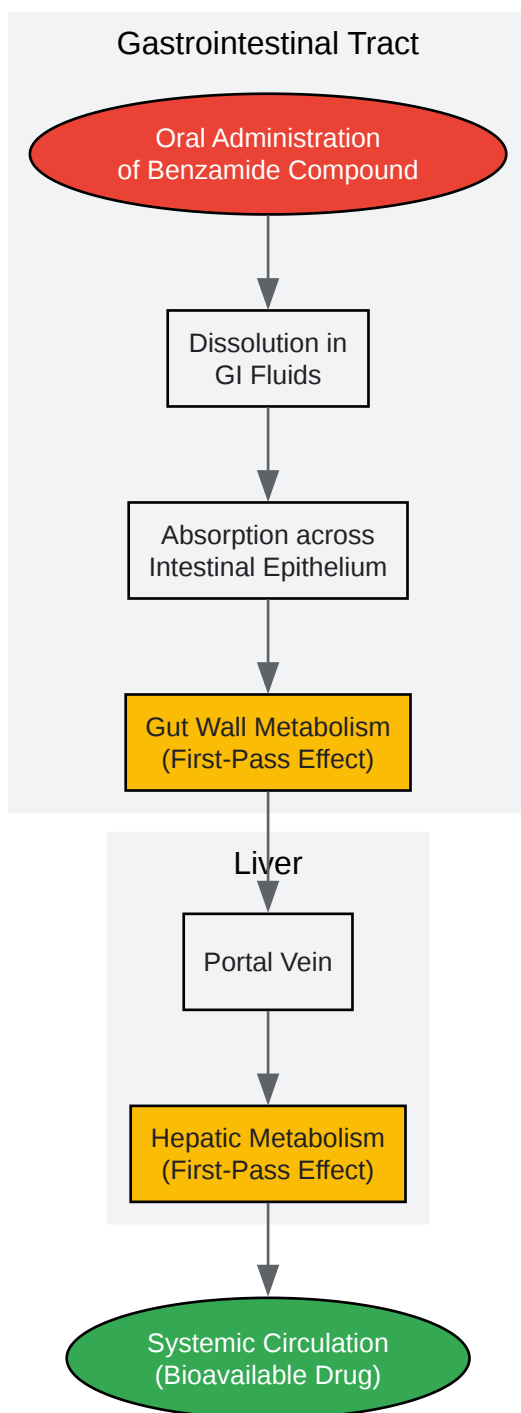 Gastrointestinal Tract
Oral Administration
of Benzamide Compound
Dissolution in
GI Fluids
Absorption across
Intestinal Epithelium
Gut Wall Metabolism
(First-Pass Effect)
Liver
Portal Vein
Hepatic Metabolism
(First-Pass Effect)
Systemic Circulation
(Bioavailable Drug)